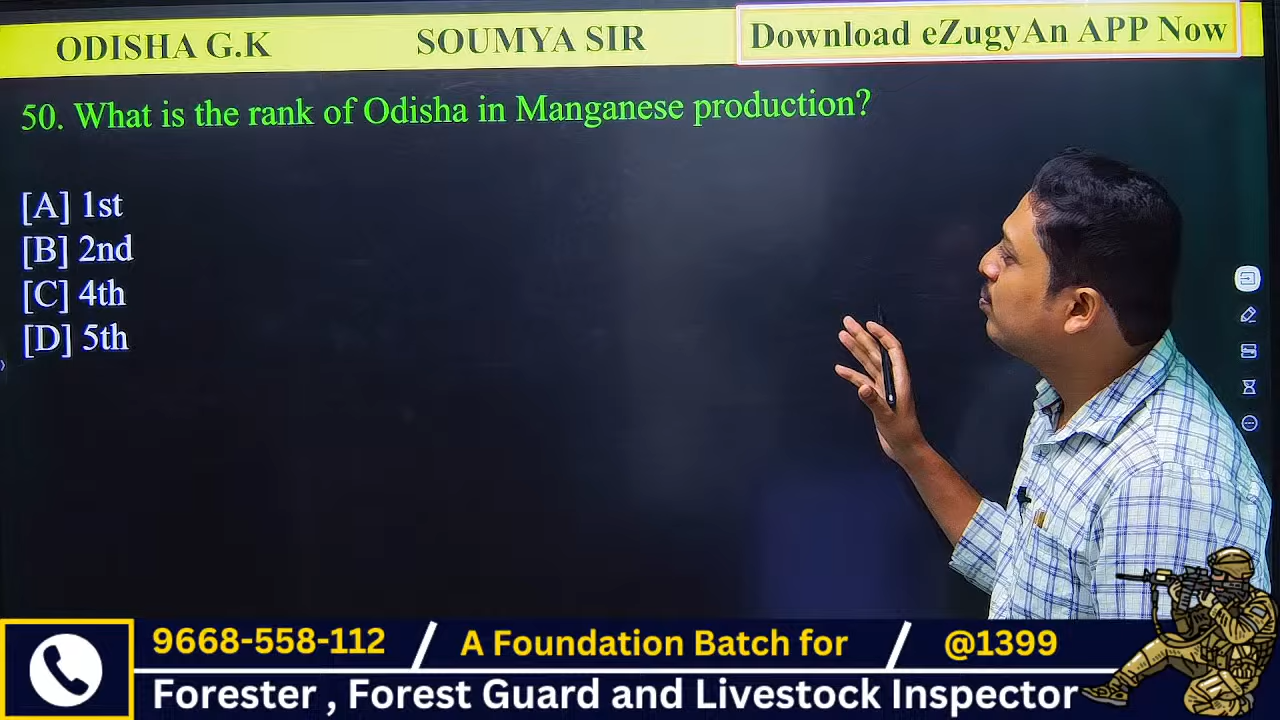 ODISHA G.K SOUMYA SIR Download eZugyAn APP Now
50. What is the rank of Odisha in Manganese production?
[A] 1st
[B] 2nd
[C] 4th
[D] 5th
9668-558-112 / A Foundation Batch for / @1399
Forester , Forest Guard and Livestock Inspector